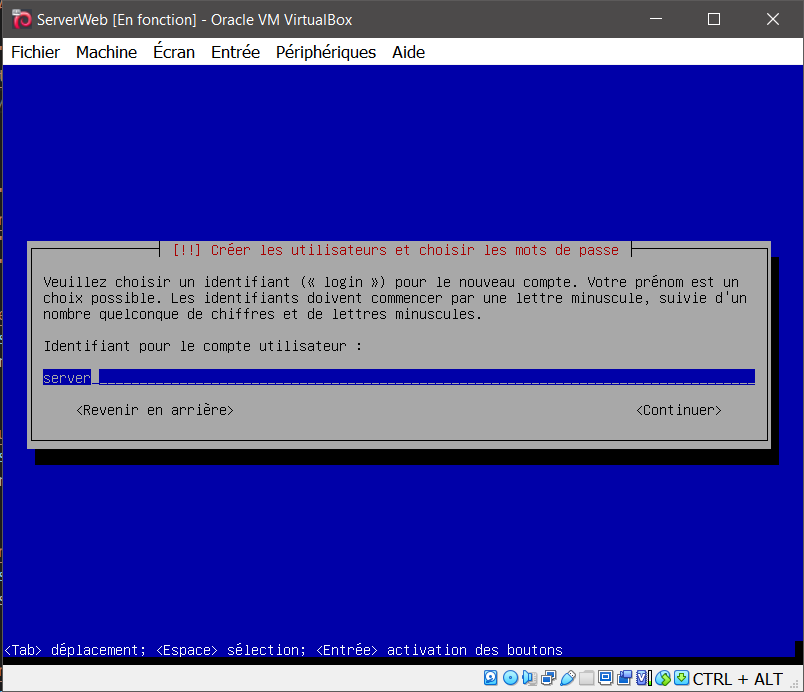 ServerWeb [En fonction] - Oracle VM VirtualBox
Fichier Machine Écran Entrée Périphériques Aide
[!!] Créer les utilisateurs et choisir les mots de passe
Veuillez choisir un identifiant (« login ») pour le nouveau compte. Votre prénom est un
choix possible. Les identifiants doivent commencer par une lettre minuscule, suivie d'un
nombre quelconque de chiffres et de lettres minuscules.
Identifiant pour le compte utilisateur :
server
<Revenir en arrière> <Continuer>
<Tab> déplacement; <Espace> sélection; <Entrée> activation des boutons
CTRL + ALT